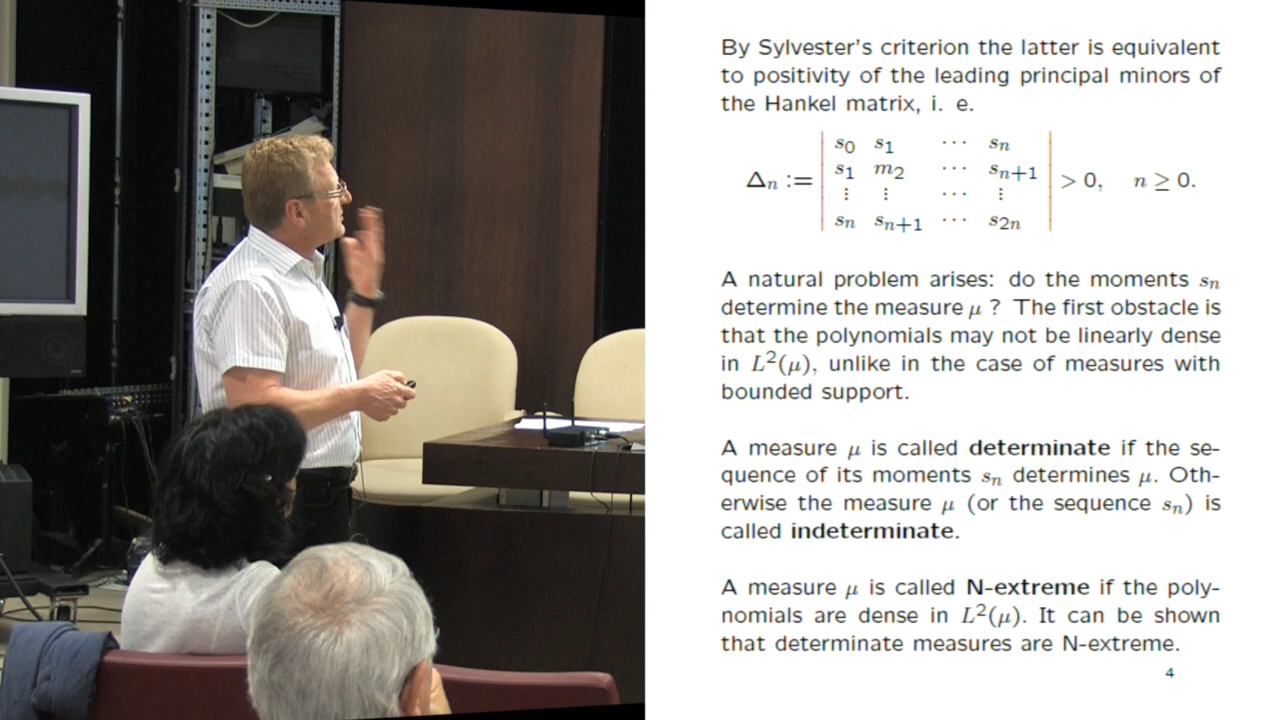 By Sylvester's criterion the latter is equivalent
to positivity of the leading principal minors of
the Hankel matrix, i. e.
Δn := | s0 s1 ⋯ sn |
| s1 m2 ⋯ sn+1 | > 0, n ≥ 0.
| ⋮ ⋮ ⋯ ⋮ |
| sn sn+1 ⋯ s2n |
A natural problem arises: do the moments sn
determine the measure μ ? The first obstacle is
that the polynomials may not be linearly dense
in L²(μ), unlike in the case of measures with
bounded support.
A measure μ is called determinate if the se-
quence of its moments sn determines μ. Oth-
erwise the measure μ (or the sequence sn) is
called indeterminate.
A measure μ is called N-extreme if the poly-
nomials are dense in L²(μ). It can be shown
that determinate measures are N-extreme.
4